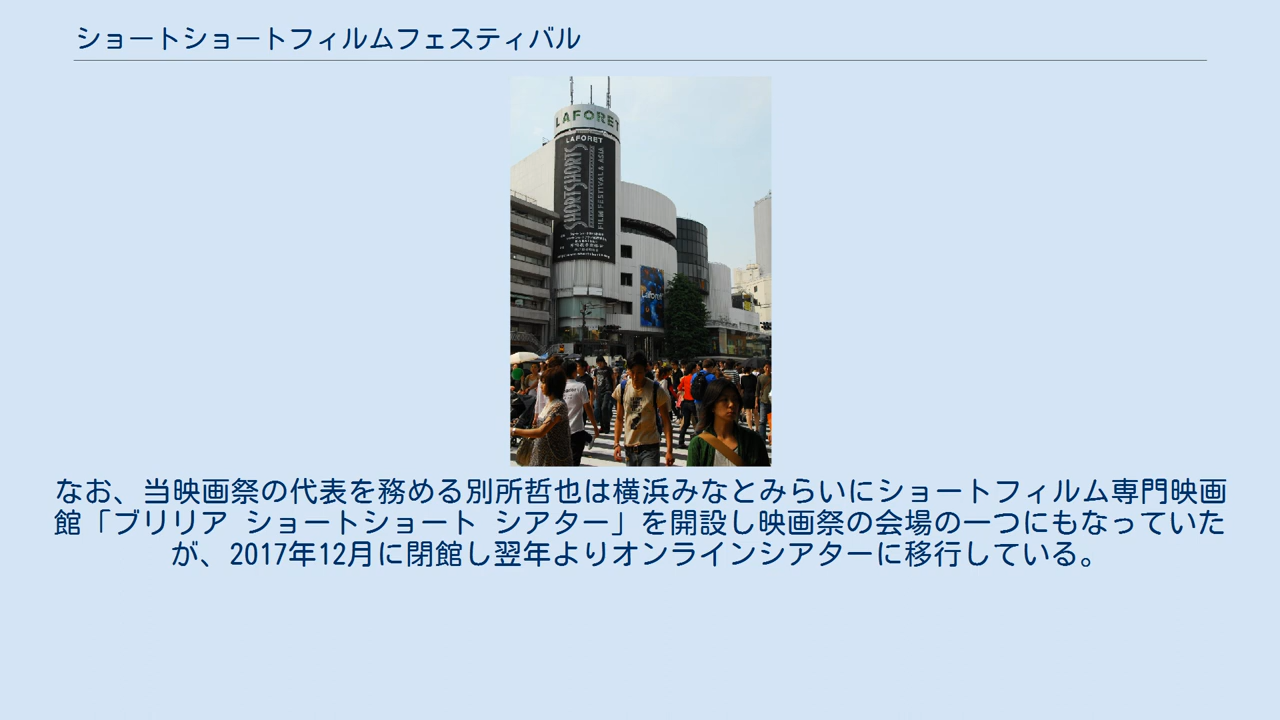 ショートショートフィルムフェスティバル
LAFORET
LAFORET
SHORTSHORTS
FILM FESTIVAL & ASIA
Laforet
なお、当映画祭の代表を務める別所哲也は横浜みなとみらいにショートフィルム専門映画
館「ブリリア ショートショート シアター」を開設し映画祭の会場の一つにもなっていた
が、2017年12月に閉館し翌年よりオンラインシアターに移行している。